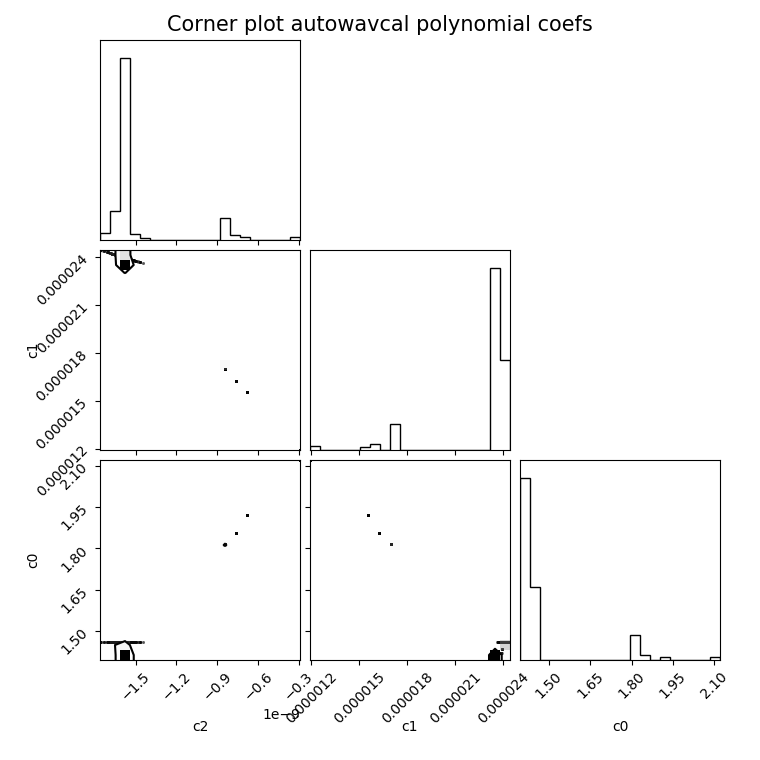 Corner plot autowavcal polynomial coefs
0.000024
0.000021
0.000018
0.000015
0.000012
c1
2.10
1.95
1.80
1.65
1.50
c0
−1.5 −1.2 −0.9 −0.6 −0.3
c2
0.000012 0.000015 0.000018 0.000021 0.000024
c1
1.50 1.65 1.80 1.95 2.10
c0